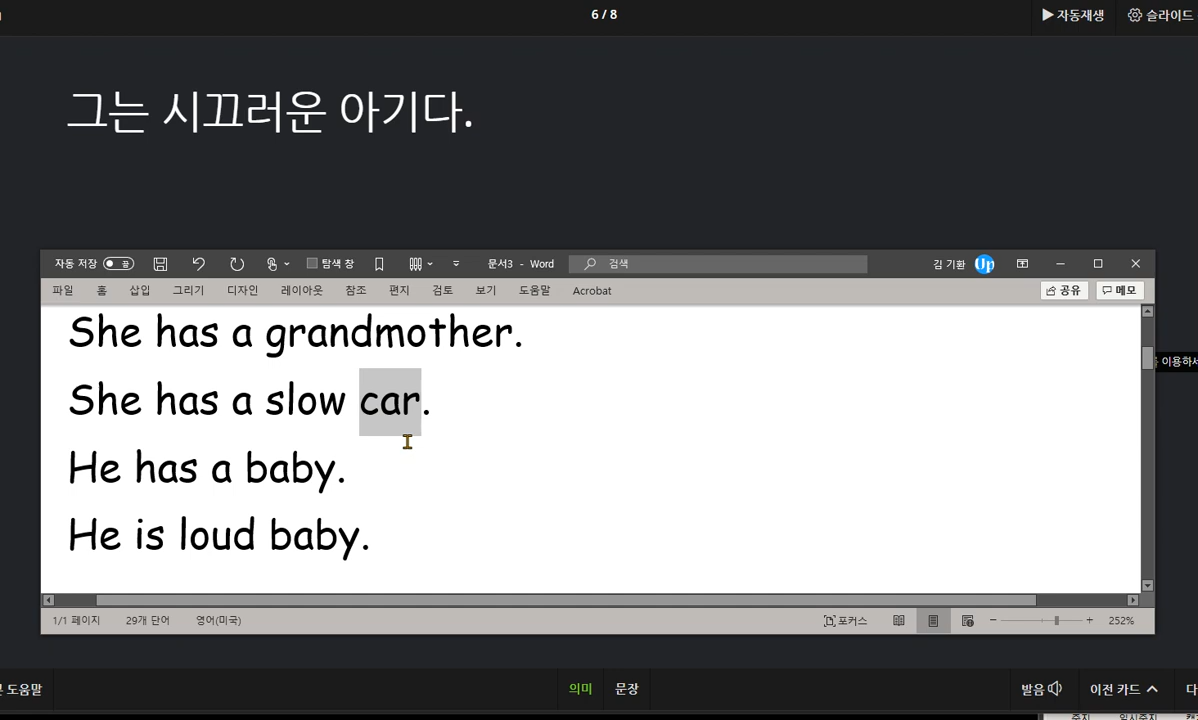 6 / 8
▶ 자동재생
슬라이드
그는 시끄러운 아기다.
자동 저장
끔
탐색 창
문서3 - Word
검색
김 기환
Up
파일
홈
삽입
그리기
디자인
레이아웃
참조
편지
검토
보기
도움말
Acrobat
공유
메모
She has a grandmother.
She has a slow car.
He has a baby.
He is loud baby.
이용하서
1/1 페이지
29개 단어
영어(미국)
포커스
252%
도움말
의미
문장
발음
이전 카드
다